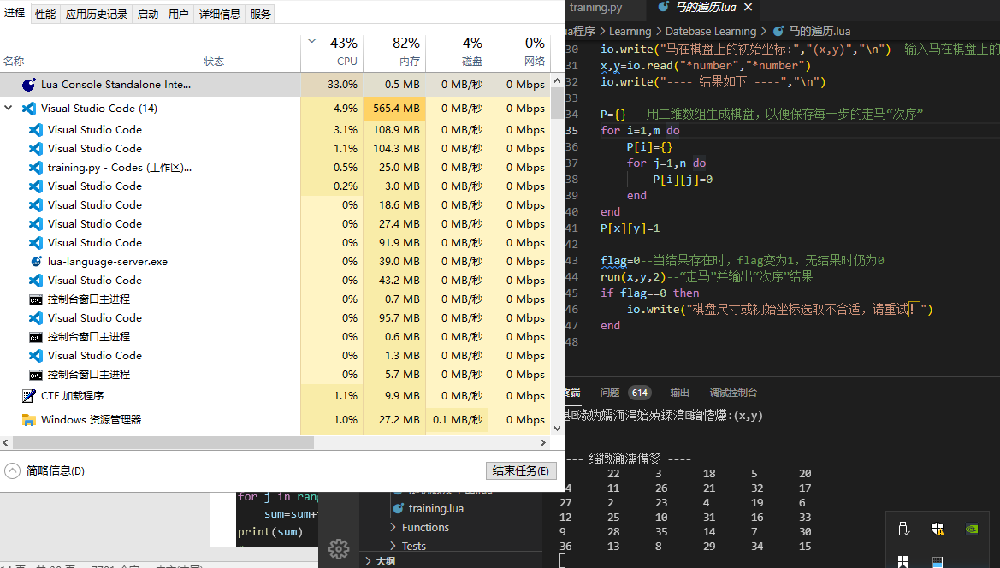 进程 性能 应用历史记录 启动 用户 详细信息 服务
43% 82% 4% 0%
名称 状态 CPU 内存 磁盘 网络
Lua Console Standalone Inte... 33.0% 0.5 MB 0 MB/秒 0 Mbps
Visual Studio Code (14) 4.9% 565.4 MB 0 MB/秒 0 Mbps
Visual Studio Code 3.1% 108.9 MB 0 MB/秒 0 Mbps
Visual Studio Code 1.1% 104.3 MB 0 MB/秒 0 Mbps
training.py - Codes (工作区)... 0.5% 25.0 MB 0 MB/秒 0 Mbps
Visual Studio Code 0.2% 3.0 MB 0 MB/秒 0 Mbps
Visual Studio Code 0% 18.6 MB 0 MB/秒 0 Mbps
Visual Studio Code 0% 27.4 MB 0 MB/秒 0 Mbps
Visual Studio Code 0% 91.9 MB 0 MB/秒 0 Mbps
lua-language-server.exe 0% 39.0 MB 0 MB/秒 0 Mbps
Visual Studio Code 0% 43.2 MB 0 MB/秒 0 Mbps
控制台窗口主进程 0% 0.7 MB 0 MB/秒 0 Mbps
Visual Studio Code 0% 95.7 MB 0 MB/秒 0 Mbps
控制台窗口主进程 0% 0.6 MB 0 MB/秒 0 Mbps
Visual Studio Code 0% 1.3 MB 0 MB/秒 0 Mbps
控制台窗口主进程 0% 5.7 MB 0 MB/秒 0 Mbps
CTF 加载程序 1.1% 9.9 MB 0 MB/秒 0 Mbps
Windows 资源管理器 1.0% 27.2 MB 0.1 MB/秒 0 Mbps
简略信息(D) 结束任务(E)
training.py 马的遍历.lua
程序 > Learning > Datebase Learning > 马的遍历.lua
30 io.write("马在棋盘上的初始坐标:","(x,y)","\n")--输入马在棋盘上的
31 x,y=io.read("*number","*number")
32 io.write("---- 结果如下 ----","\n")
33
34 P={} --用二维数组生成棋盘，以便保存每一步的走马“次序”
35 for i=1,m do
36 P[i]={}
37 for j=1,n do
38 P[i][j]=0
39 end
40 end
41 P[x][y]=1
42
43 flag=0--当结果存在时，flag变为1，无结果时仍为0
44 run(x,y,2)--“走马”并输出“次序”结果
45 if flag==0 then
46 io.write("棋盘尺寸或初始坐标选取不合适，请重试！")
47 end
48
终端 问题 614 输出 调试控制台
:(x,y)
----
22 3 18 5 20
11 26 21 32 17
27 2 23 4 19 6
12 25 10 31 16 33
9 28 35 14 7 30
36 13 8 29 34 15
for j in rang
sum=sum+
print(sum)
training.lua
> Functions
> Tests
> 大纲